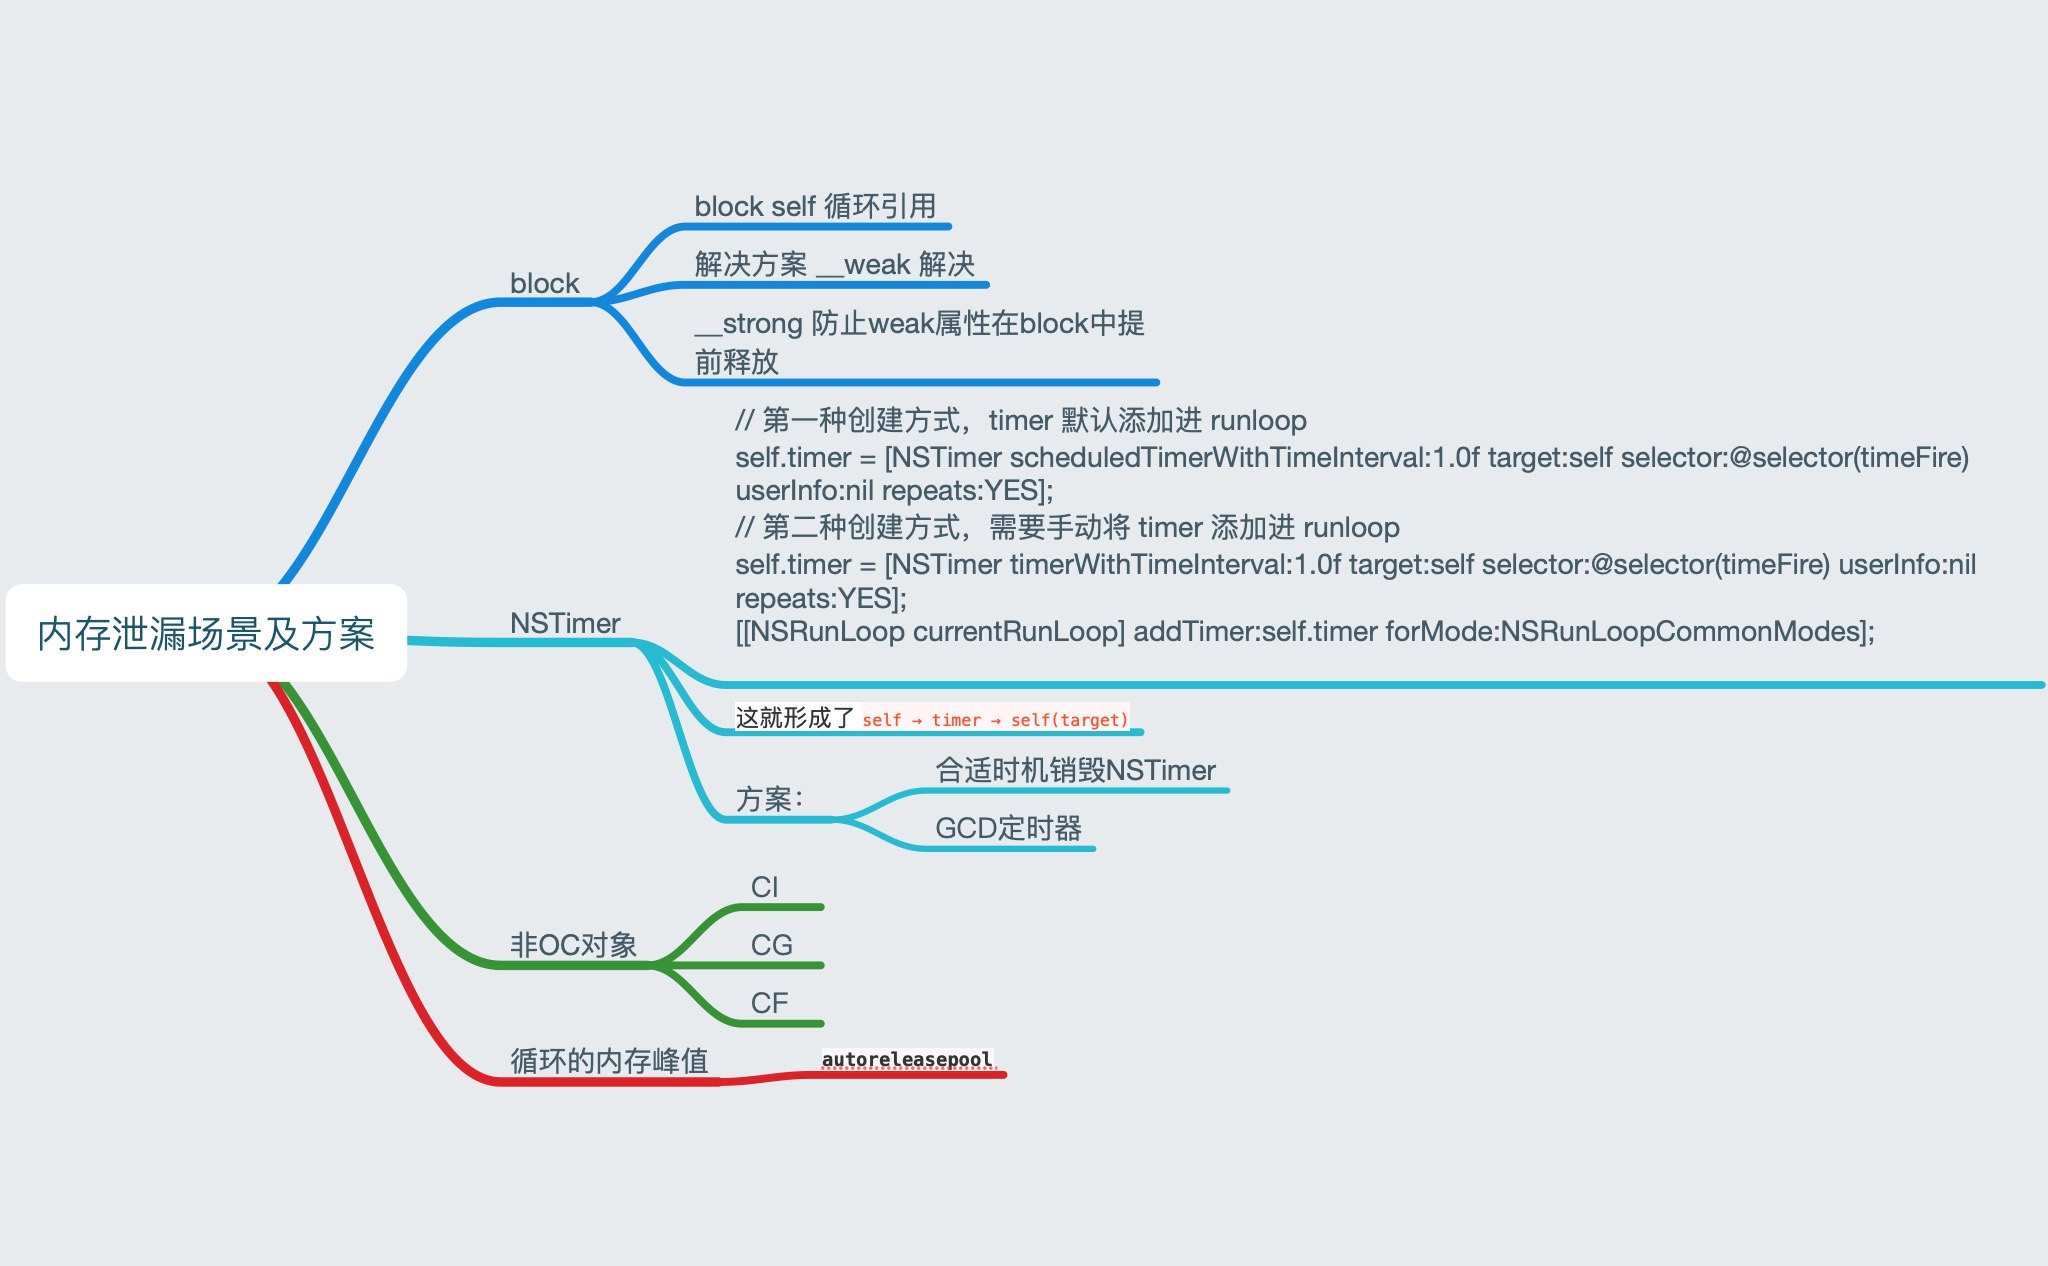 内存泄漏场景及方案
block
block self 循环引用
解决方案 __weak 解决
__strong 防止weak属性在block中提
前释放
NSTimer
// 第一种创建方式，timer 默认添加进 runloop
self.timer = [NSTimer scheduledTimerWithTimeInterval:1.0f target:self selector:@selector(timeFire)
userInfo:nil repeats:YES];
// 第二种创建方式，需要手动将 timer 添加进 runloop
self.timer = [NSTimer timerWithTimeInterval:1.0f target:self selector:@selector(timeFire) userInfo:nil
repeats:YES];
[[NSRunLoop currentRunLoop] addTimer:self.timer forMode:NSRunLoopCommonModes];
这就形成了 self → timer → self(target)
方案：
合适时机销毁NSTimer
GCD定时器
非OC对象
CI
CG
CF
循环的内存峰值
autoreleasepool